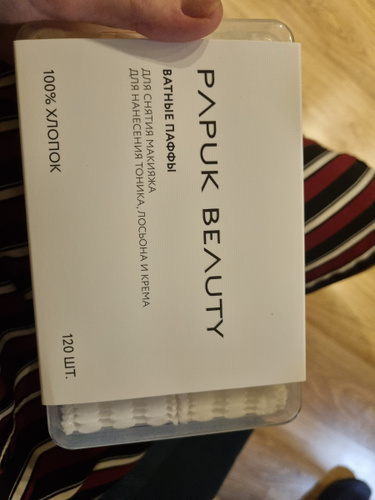 PAPUK BEAUTY
ВАТНЫЕ ПАФФЫ
ДЛЯ СНЯТИЯ МАКИЯЖА
ДЛЯ НАНЕСЕНИЯ ТОНИКА, ЛОСЬОНА И КРЕМА
100% ХЛОПОК
120 ШТ.